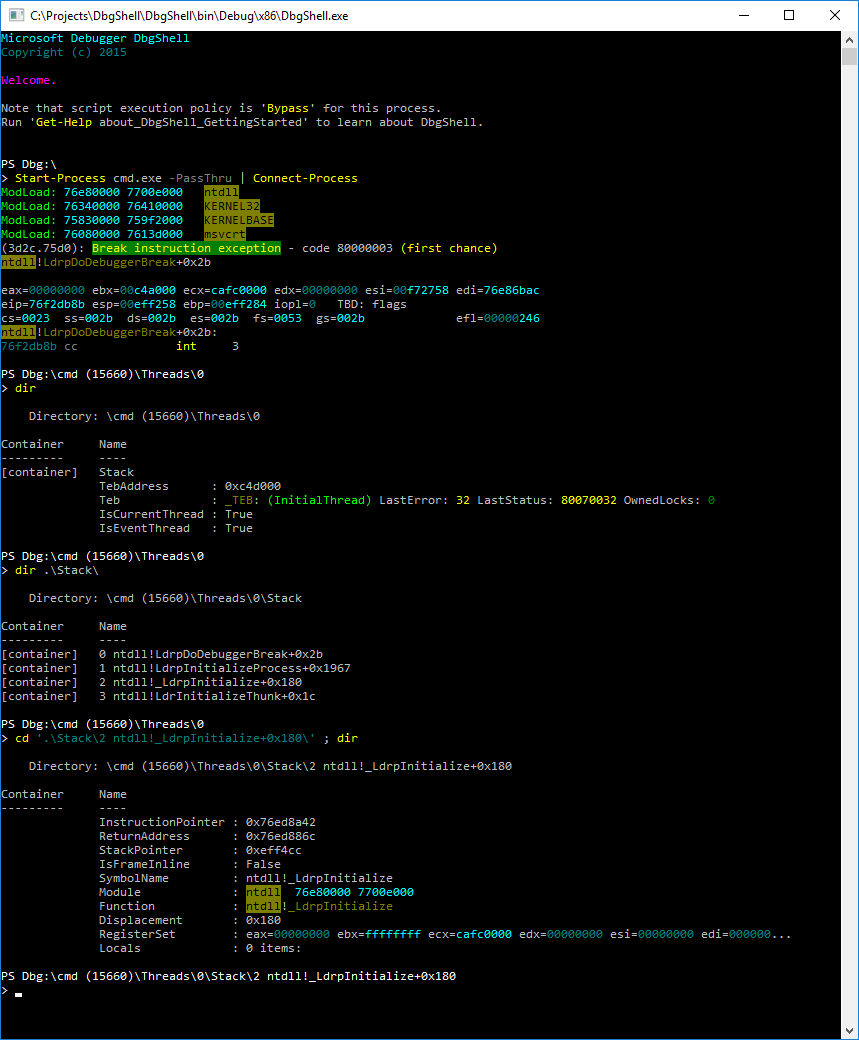 C:\Projects\DbgShell\DbgShell\bin\Debug\x86\DbgShell.exe
Microsoft Debugger DbgShell
Copyright (c) 2015
Welcome.
Note that script execution policy is 'Bypass' for this process.
Run 'Get-Help about_DbgShell_GettingStarted' to learn about DbgShell.
PS Dbg:\
> Start-Process cmd.exe -PassThru | Connect-Process
ModLoad: 76e80000 7700e000   ntdll
ModLoad: 76340000 76410000   KERNEL32
ModLoad: 75830000 759f2000   KERNELBASE
ModLoad: 76080000 7613d000   msvcrt
(3d2c.75d0): Break instruction exception - code 80000003 (first chance)
ntdll!LdrpDoDebuggerBreak+0x2b
eax=00000000 ebx=00c4a000 ecx=cafc0000 edx=00000000 esi=00f72758 edi=76e86bac
eip=76f2db8b esp=00eff258 ebp=00eff284 iopl=0   TBD: flags
cs=0023  ss=002b  ds=002b  es=002b  fs=0053  gs=002b             efl=00000246
ntdll!LdrpDoDebuggerBreak+0x2b:
76f2db8b cc              int     3
PS Dbg:\cmd (15660)\Threads\0
> dir
    Directory: \cmd (15660)\Threads\0
Container     Name
---------     ----
[container]   Stack
              TebAddress      : 0xc4d000
              Teb             : _TEB: (InitialThread) LastError: 32 LastStatus: 80070032 OwnedLocks: 0
              IsCurrentThread : True
              IsEventThread   : True
PS Dbg:\cmd (15660)\Threads\0
> dir .\Stack\
    Directory: \cmd (15660)\Threads\0\Stack
Container     Name
---------     ----
[container]   0 ntdll!LdrpDoDebuggerBreak+0x2b
[container]   1 ntdll!LdrpInitializeProcess+0x1967
[container]   2 ntdll!_LdrpInitialize+0x180
[container]   3 ntdll!LdrInitializeThunk+0x1c
PS Dbg:\cmd (15660)\Threads\0
> cd '.\Stack\2 ntdll!_LdrpInitialize+0x180\' ; dir
    Directory: \cmd (15660)\Threads\0\Stack\2 ntdll!_LdrpInitialize+0x180
Container     Name
---------     ----
              InstructionPointer : 0x76ed8a42
              ReturnAddress      : 0x76ed886c
              StackPointer       : 0xeff4cc
              IsFrameInline      : False
              SymbolName         : ntdll!_LdrpInitialize
              Module             : ntdll  76e80000 7700e000
              Function           : ntdll!_LdrpInitialize
              Displacement       : 0x180
              RegisterSet        : eax=00000000 ebx=ffffffff ecx=cafc0000 edx=00000000 esi=00000000 edi=000000...
              Locals             : 0 items:
PS Dbg:\cmd (15660)\Threads\0\Stack\2 ntdll!_LdrpInitialize+0x180
>